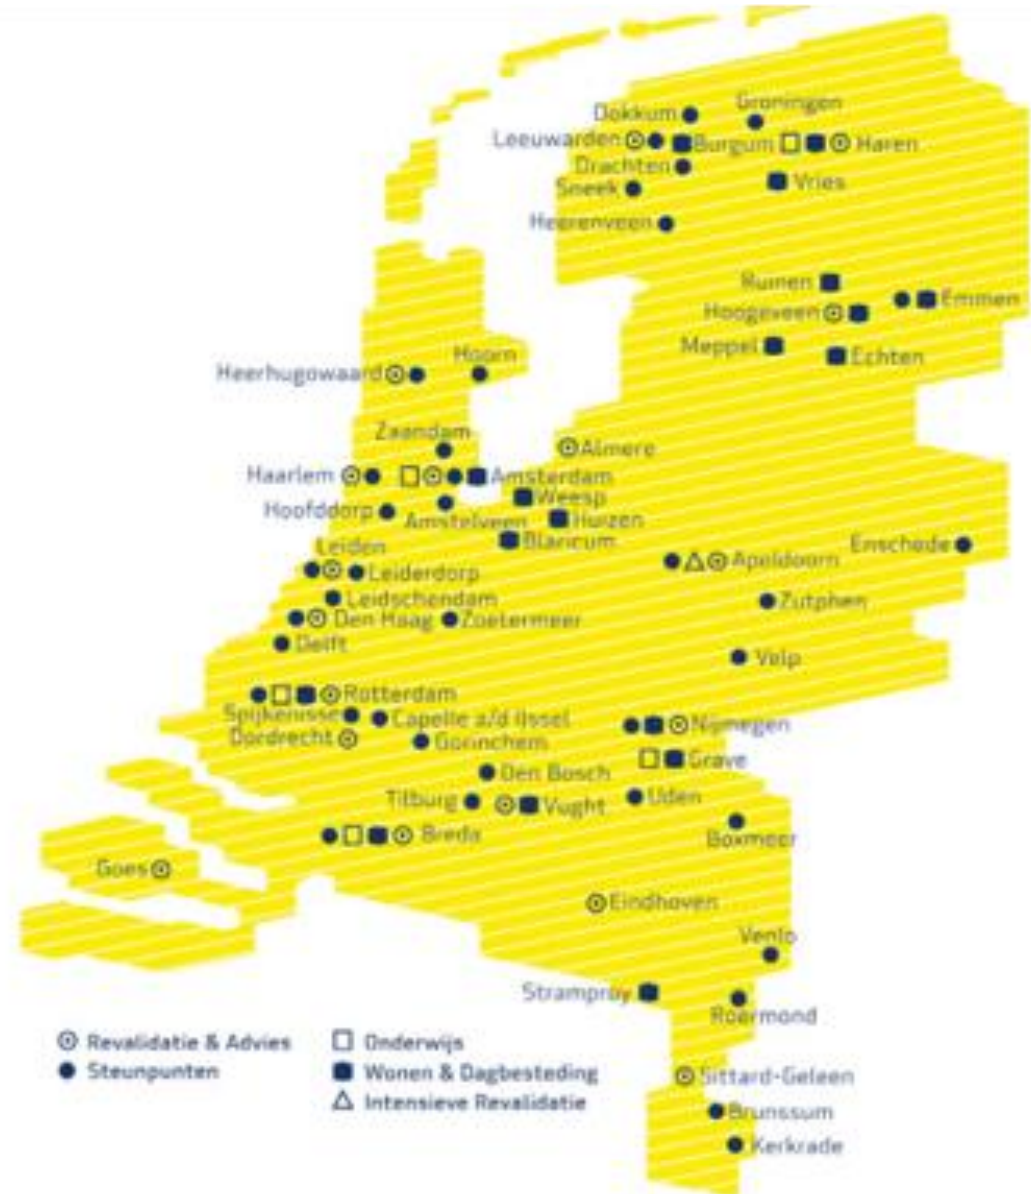 Dokkum
Groningen
Leeuwarden
Burgum
Haren
Drachten
Sneek
Vries
Heerenveen
Ruinen
Emmen
Hoogeveen
Meppel
Echten
Hoorn
Heerhugowaard
Zaandam
Almere
Haarlem
Amsterdam
Weesp
Hoofddorp
Amstelveen
Huizen
Blaricum
Leiden
Enschede
Apeldoorn
Leiderdorp
Leidschendam
Zutphen
Den Haag
Zoetermeer
Delft
Velp
Rotterdam
Spijkenisse
Capelle a/d IJssel
Nijmegen
Dordrecht
Gorinchem
Grave
Den Bosch
Tilburg
Vught
Uden
Breda
Boxmeer
Goes
Eindhoven
Venlo
Stramproy
Roermond
Revalidatie & Advies
Steunpunten
Onderwijs
Wonen & Dagbesteding
Intensieve Revalidatie
Sittard-Geleen
Brunssum
Kerkrade